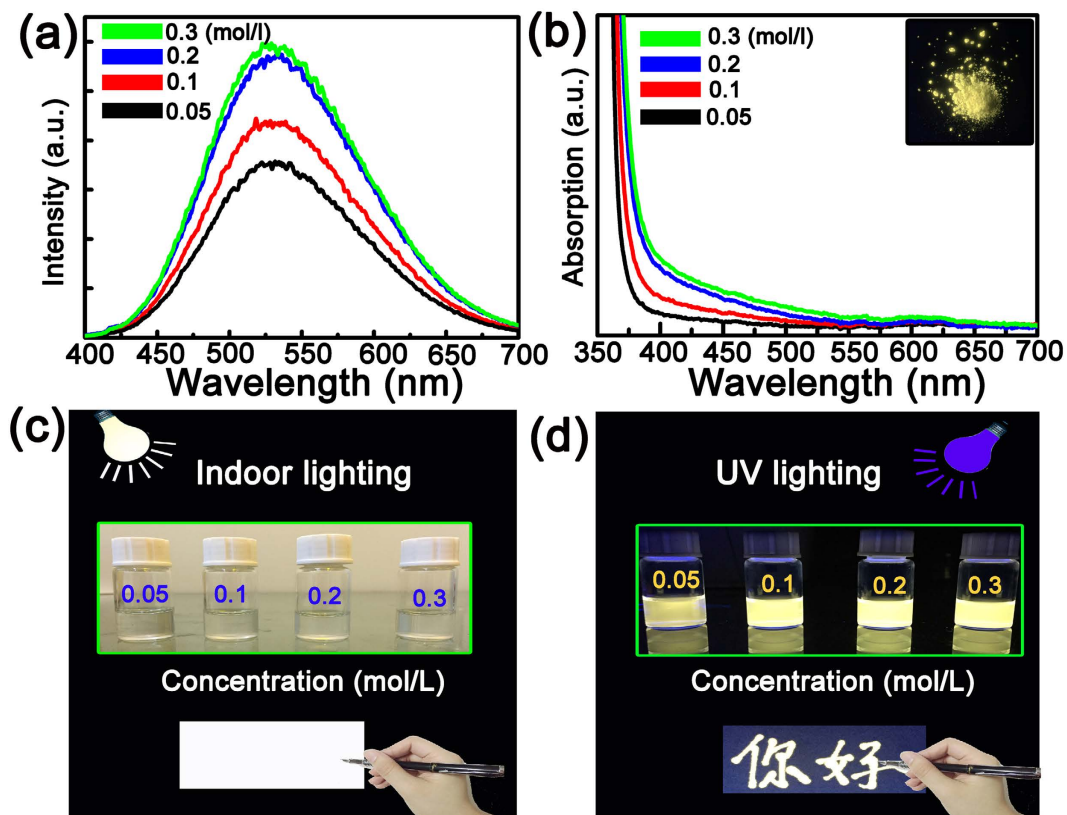 (a)
0.3 (mol/l)
0.2
0.1
0.05
Intensity (a.u.)
400 450 500 550 600 650 700
Wavelength (nm)
(b)
0.3 (mol/l)
0.2
0.1
0.05
Absorption (a.u.)
350 400 450 500 550 600 650 700
Wavelength (nm)
(c)
Indoor lighting
0.05 0.1 0.2 0.3
Concentration (mol/L)
(d)
UV lighting
0.05 0.1 0.2 0.3
Concentration (mol/L)
你好